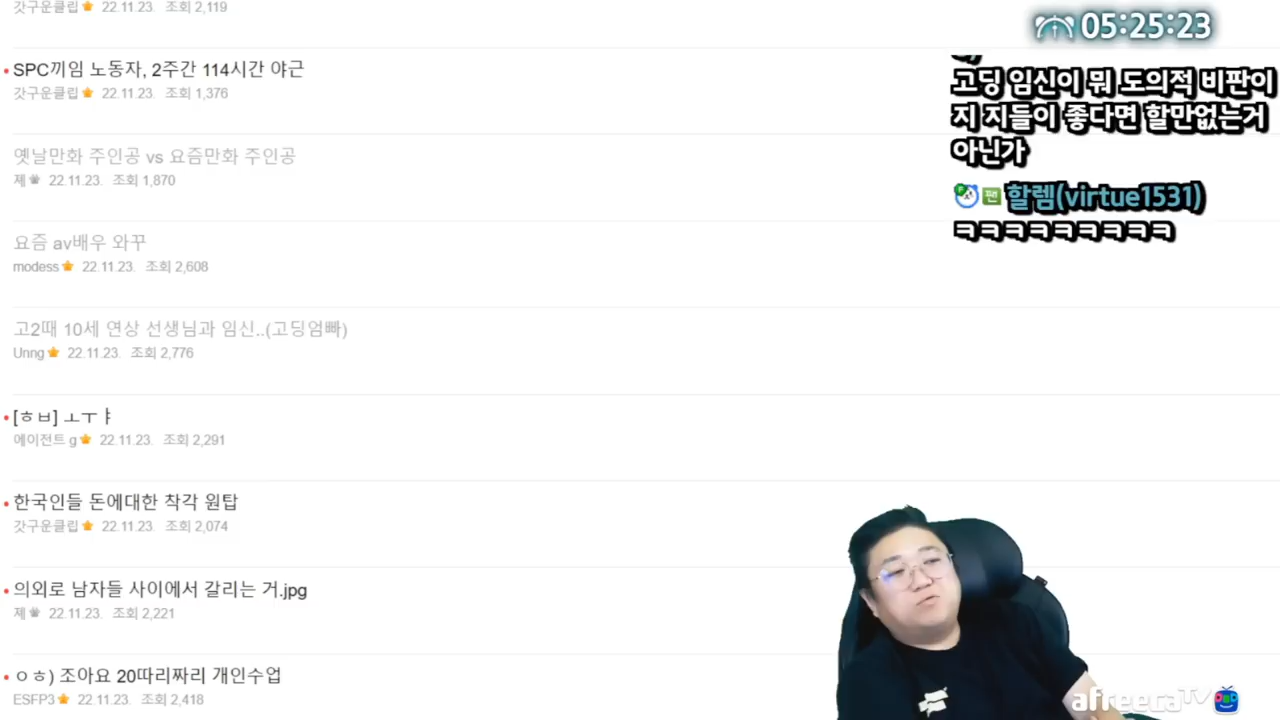 갓구운클립 22.11.23. 조회 2,119
SPC끼임 노동자, 2주간 114시간 야근
갓구운클립 22.11.23. 조회 1,376
옛날만화 주인공 vs 요즘만화 주인공
제 22.11.23. 조회 1,870
요즘 av배우 와꾸
modess 22.11.23. 조회 2,608
고2때 10세 연상 선생님과 임신..(고딩엄빠)
Unng 22.11.23. 조회 2,776
[ㅎㅂ] ㅗㅜㅑ
에이전트 g 22.11.23. 조회 2,291
한국인들 돈에대한 착각 원탑
갓구운클립 22.11.23. 조회 2,074
의외로 남자들 사이에서 갈리는 거.jpg
제 22.11.23. 조회 2,221
ㅇㅎ) 조아요 20따리짜리 개인수업
ESFP3 22.11.23. 조회 2,418
05:25:23
고딩 임신이 뭐 도의적 비판이
지 지들이 좋다면 할만없는거
아닌가
할렘(virtue1531)
ㅋㅋㅋㅋㅋㅋㅋㅋㅋ
afreecaTV